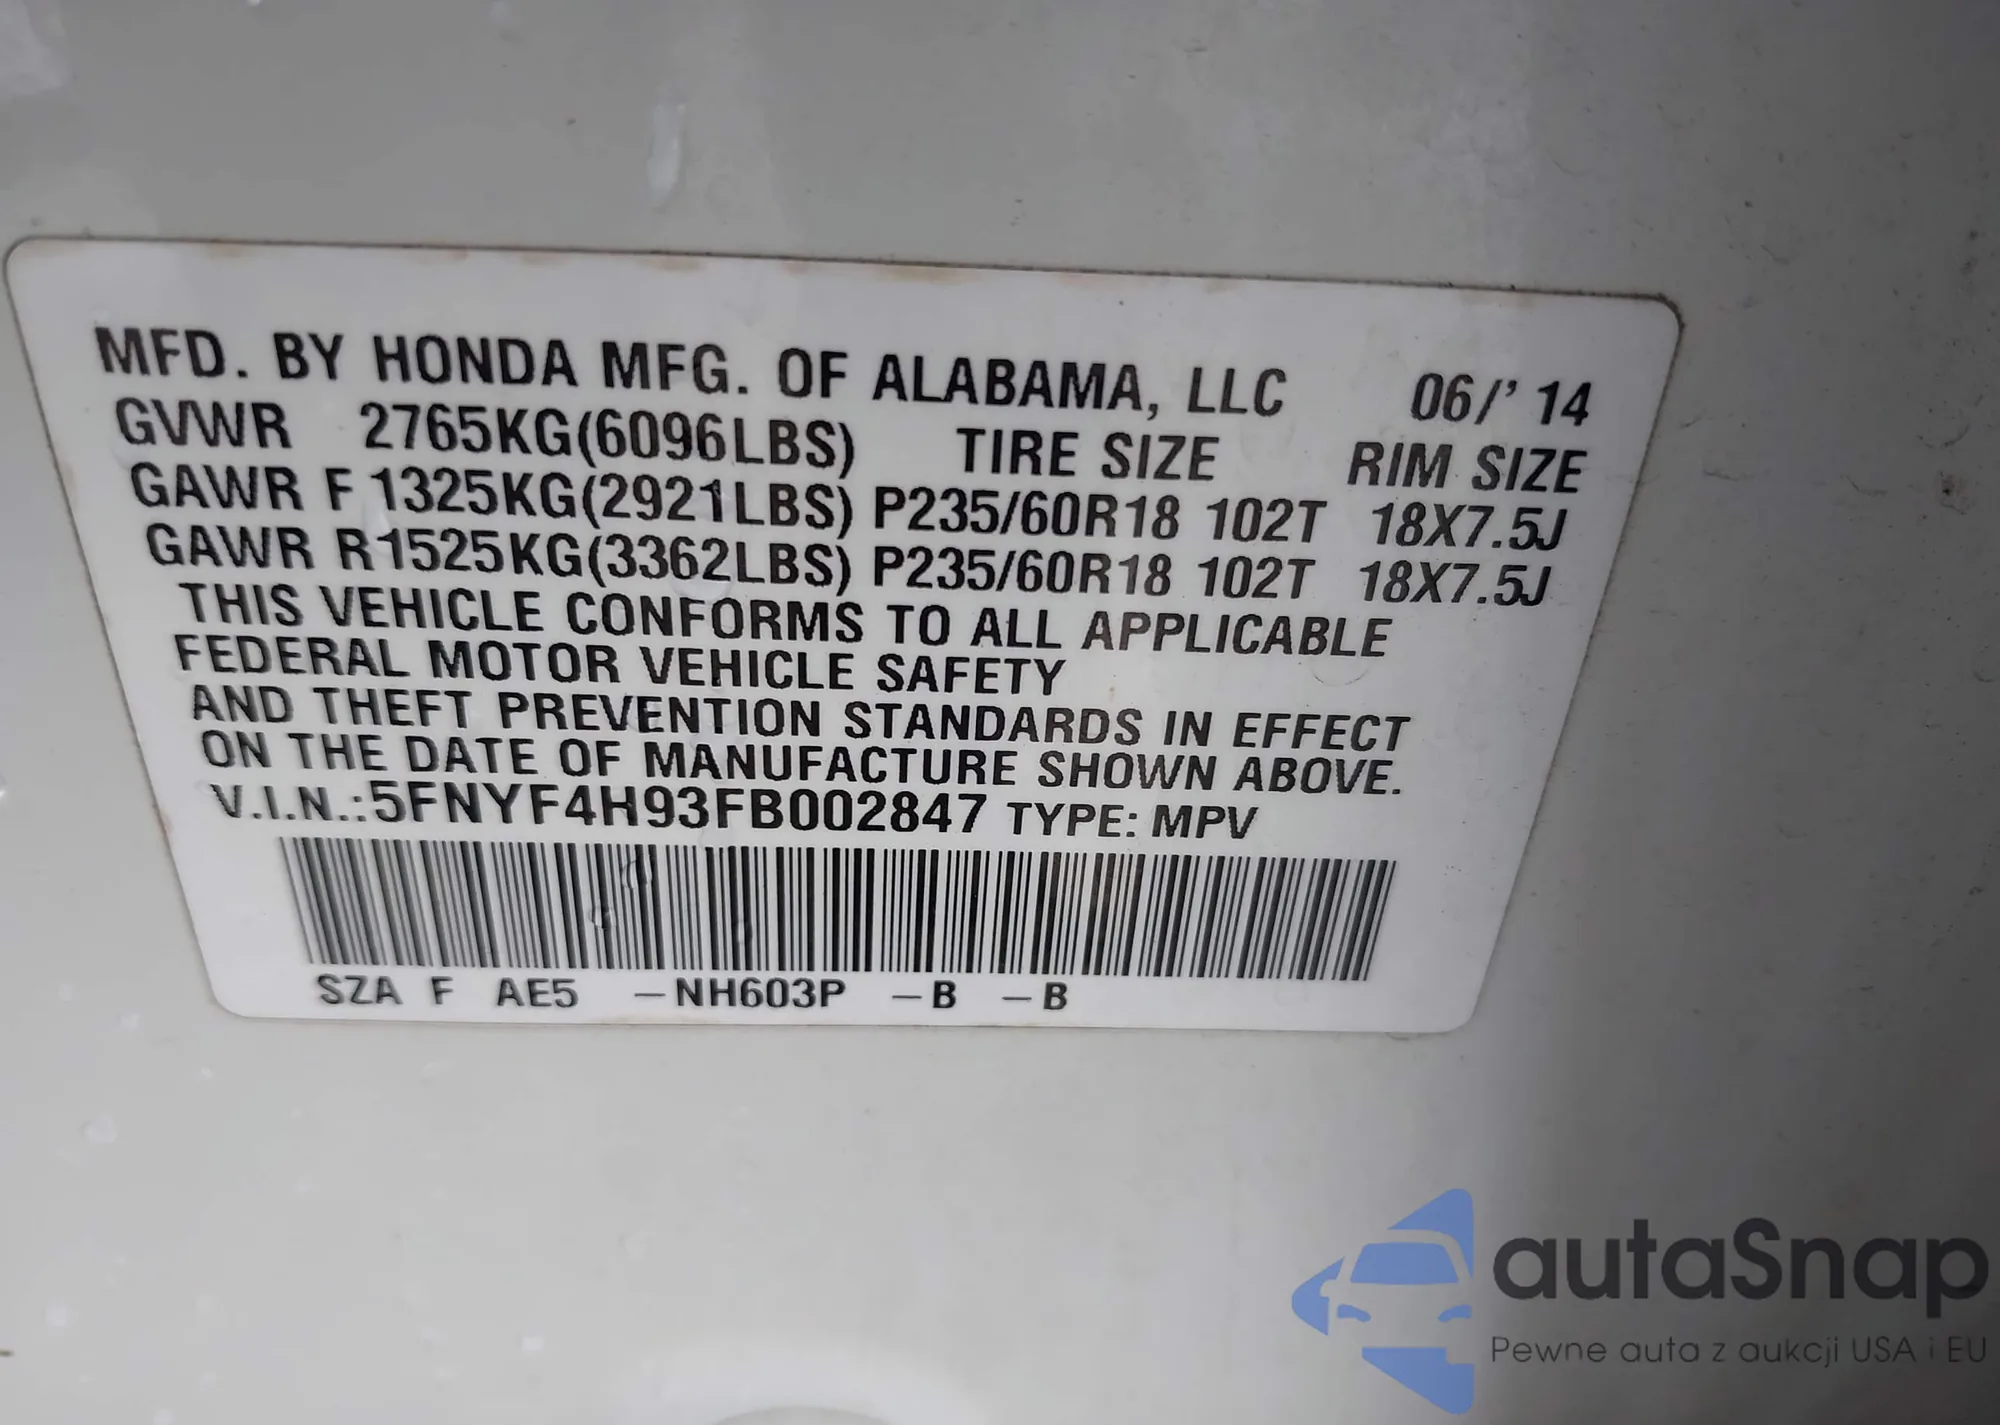 MFD. BY HONDA MFG. OF ALABAMA, LLC 06/'14
GVWR 2765KG(6096LBS) TIRE SIZE RIM SIZE
GAWR F 1325KG(2921LBS) P235/60R18 102T 18X7.5J
GAWR R1525KG(3362LBS) P235/60R18 102T 18X7.5J
THIS VEHICLE CONFORMS TO ALL APPLICABLE
FEDERAL MOTOR VEHICLE SAFETY
AND THEFT PREVENTION STANDARDS IN EFFECT
ON THE DATE OF MANUFACTURE SHOWN ABOVE.
V.I.N.:5FNYF4H93FB002847 TYPE: MPV
SZA F AE5 –NH603P –B –B
autaSnap
Pewne auta z aukcji USA i EU